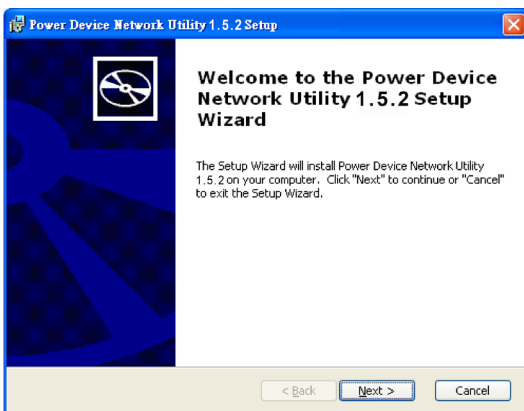 Power Device Network Utility 1.5.2 Setup
Welcome to the Power Device
Network Utility 1.5.2 Setup
Wizard
The Setup Wizard will install Power Device Network Utility
1.5.2 on your computer. Click "Next" to continue or "Cancel"
to exit the Setup Wizard.
< Back
Next >
Cancel